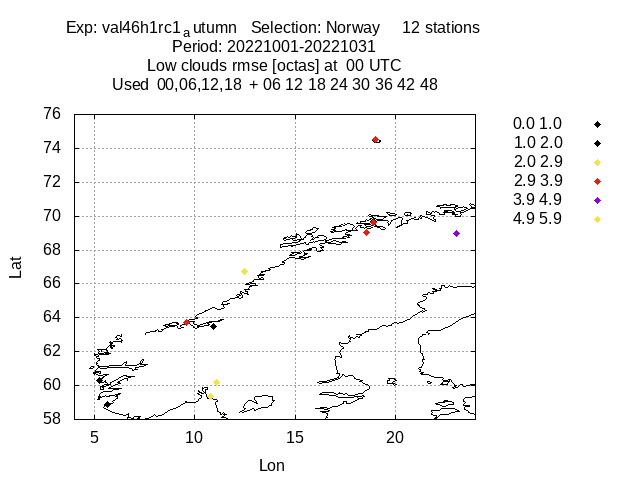 Exp: val46h1rc1autumn Selection: Norway 12 stations
Period: 20221001-20221031
Low clouds rmse [octas] at 00 UTC
Used 00,06,12,18 + 06 12 18 24 30 36 42 48
76
74
72
70
68
66
64
62
60
58
Lat
5 10 15 20
Lon
0.0 1.0
1.0 2.0
2.0 2.9
2.9 3.9
3.9 4.9
4.9 5.9